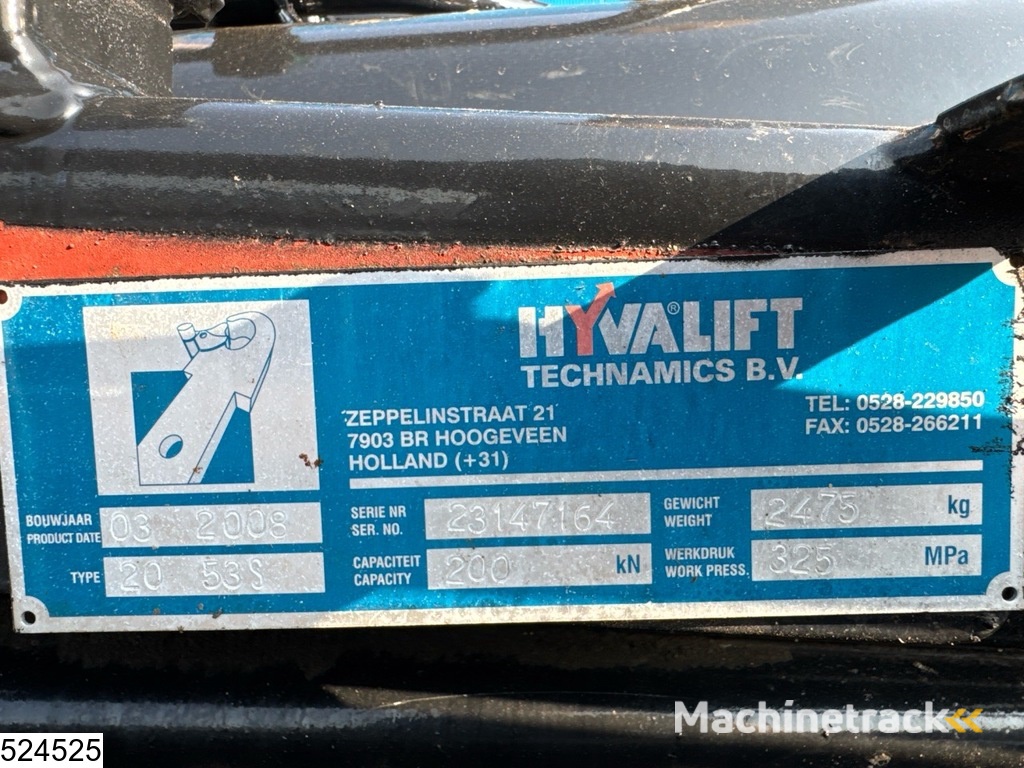 HYVA®LIFT
TECHNAMICS B.V.
ZEPPELINSTRAAT 21
7903 BR HOOGEVEEN
HOLLAND (+31)
TEL: 0528-229850
FAX: 0528-266211
BOUWJAAR
PRODUCT DATE
03 2008
TYPE
20 53S
SERIE NR
SER. NO.
23147164
CAPACITEIT
CAPACITY
200 kN
GEWICHT
WEIGHT
2475 kg
WERKDRUK
WORK PRESS.
325 MPa
Machinetrack
524525